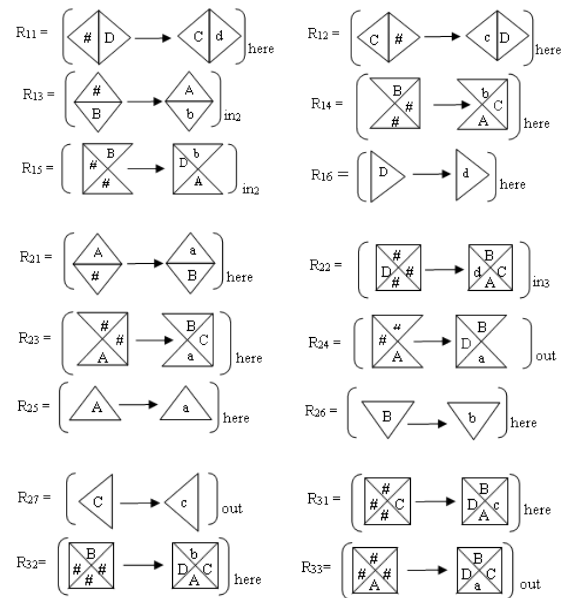 R11 = # D C d here
R12 = C # c D here
R13 = # B A b in2
R14 = B # # b C A here
R15 = B # # b D A in2
R16 = D d here
R21 = A # a B here
R22 = # D # # B d C A in3
R23 = # # A B C a here
R24 = # A B D a out
R25 = A a here
R26 = B b here
R27 = C c out
R31 = # # C # B D c A here
R32= B # # # b D C A here
R33= # # # A B D C a out